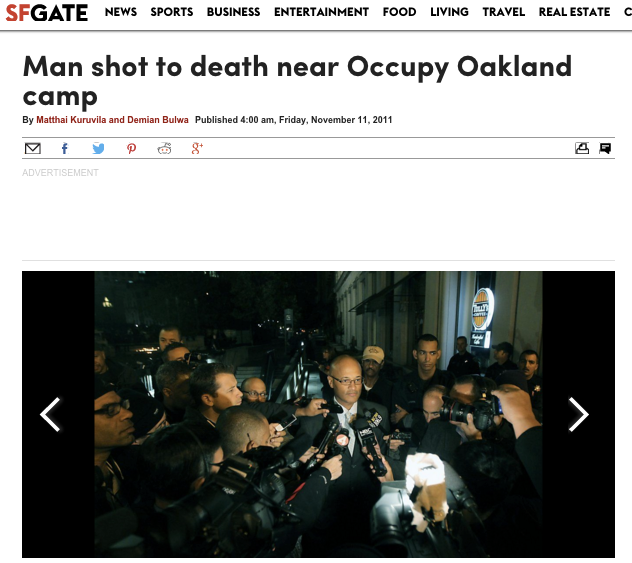 SFGATE NEWS SPORTS BUSINESS ENTERTAINMENT FOOD LIVING TRAVEL REAL ESTATE C
Man shot to death near Occupy Oakland
camp
By Matthai Kuruvila and Demian Bulwa Published 4:00 am, Friday, November 11, 2011
ADVERTISEMENT